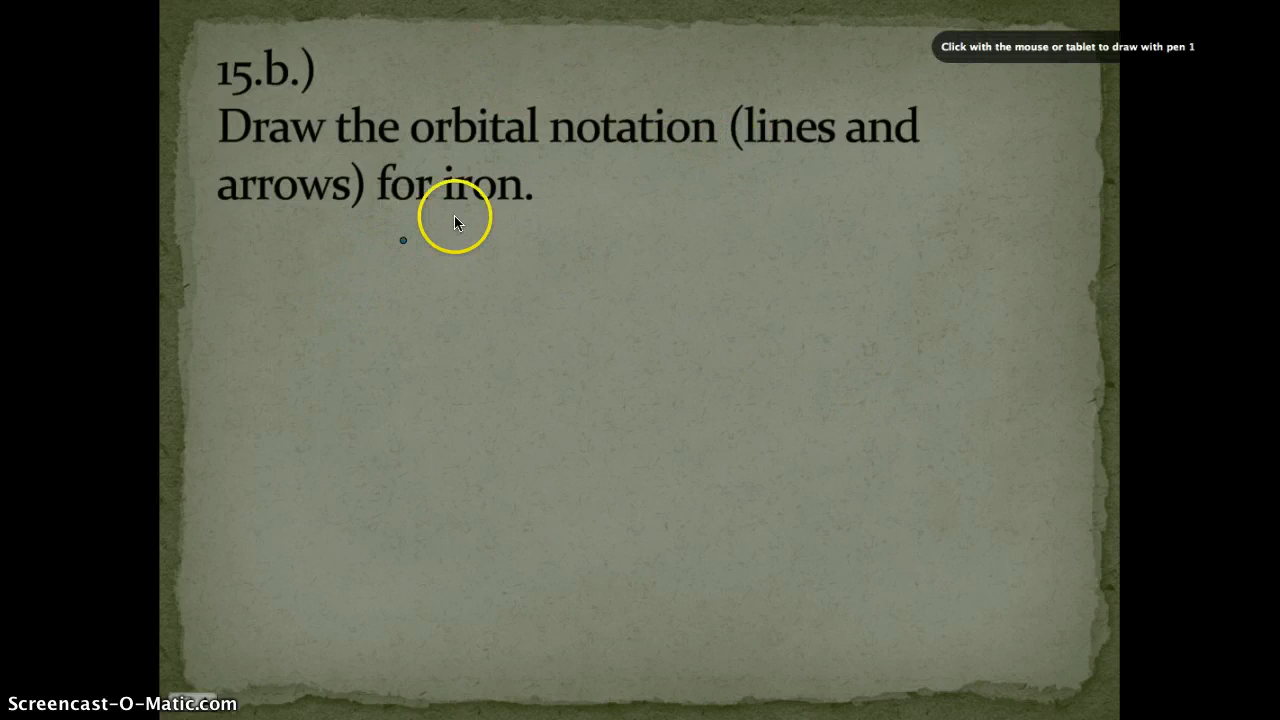 Click with the mouse or tablet to draw with pen 1
15.b.)
Draw the orbital notation (lines and
arrows) for iron.
Screencast-O-Matic.com